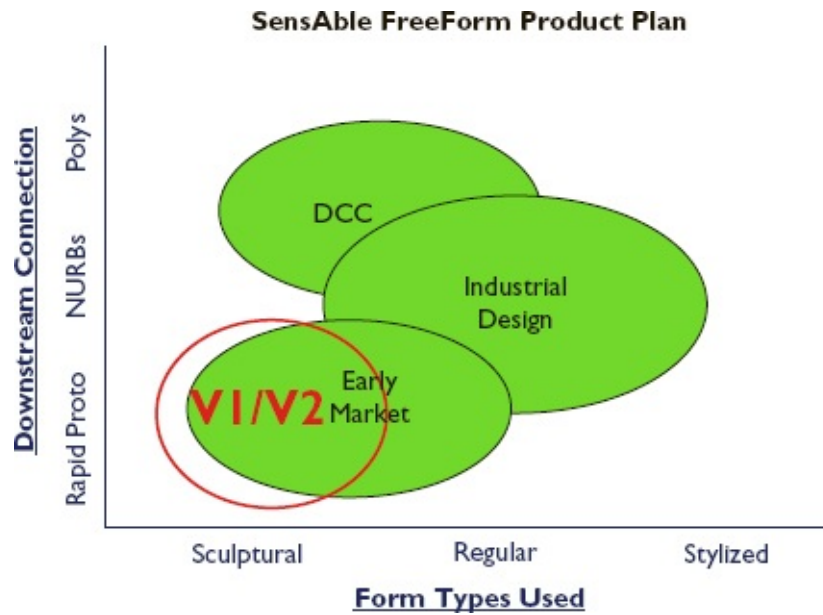 SensAble FreeForm Product Plan
Downstream Connection
Polys
NURBs
Rapid Proto
DCC
Industrial
Design
Early
Market
V1/V2
Sculptural
Regular
Stylized
Form Types Used